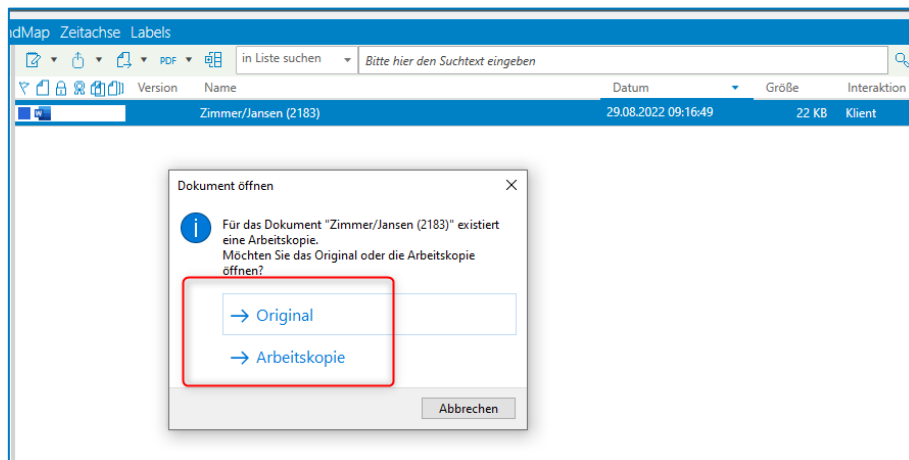 dMap Zeitachse Labels
PDF in Liste suchen Bitte hier den Suchtext eingeben
Version Name Datum Größe Interaktion
W Zimmer/Jansen (2183) 29.08.2022 09:16:49 22 KB Klient
Dokument öffnen
Für das Dokument "Zimmer/Jansen (2183)" existiert
eine Arbeitskopie.
Möchten Sie das Original oder die Arbeitskopie
öffnen?
→ Original
→ Arbeitskopie
Abbrechen